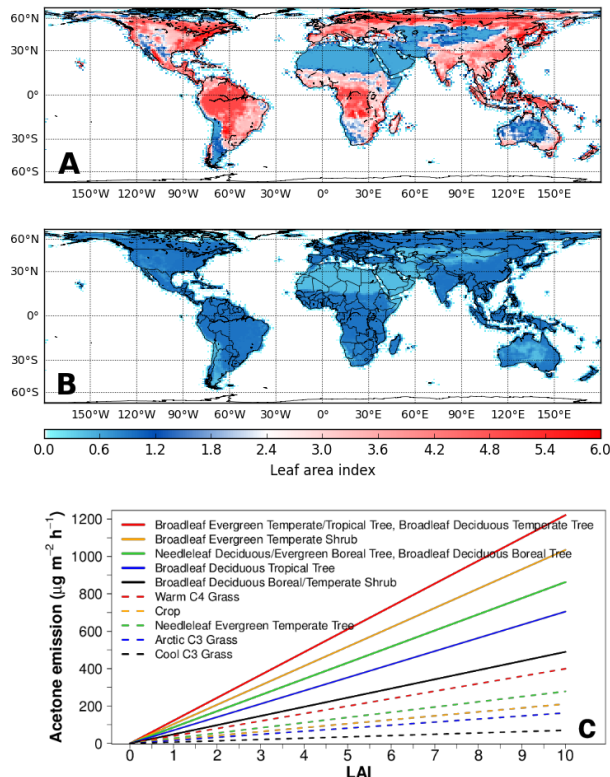 60°N
30°N
0°
30°S
60°S
A
150°W 120°W 90°W 60°W 30°W 0° 30°E 60°E 90°E 120°E 150°E
60°N
30°N
0°
30°S
60°S
B
150°W 120°W 90°W 60°W 30°W 0° 30°E 60°E 90°E 120°E 150°E
0.0 0.6 1.2 1.8 2.4 3.0 3.6 4.2 4.8 5.4 6.0
Leaf area index
Acetone emission (μg m⁻² h⁻¹)
1200
1000
800
600
400
200
0
Broadleaf Evergreen Temperate/Tropical Tree, Broadleaf Deciduous Temperate Tree
Broadleaf Evergreen Temperate Shrub
Needleleaf Deciduous/Evergreen Boreal Tree, Broadleaf Deciduous Boreal Tree
Broadleaf Deciduous Tropical Tree
Broadleaf Deciduous Boreal/Temperate Shrub
Warm C4 Grass
Crop
Needleleaf Evergreen Temperate Tree
Arctic C3 Grass
Cool C3 Grass
C
0 1 2 3 4 5 6 7 8 9 10
LAI